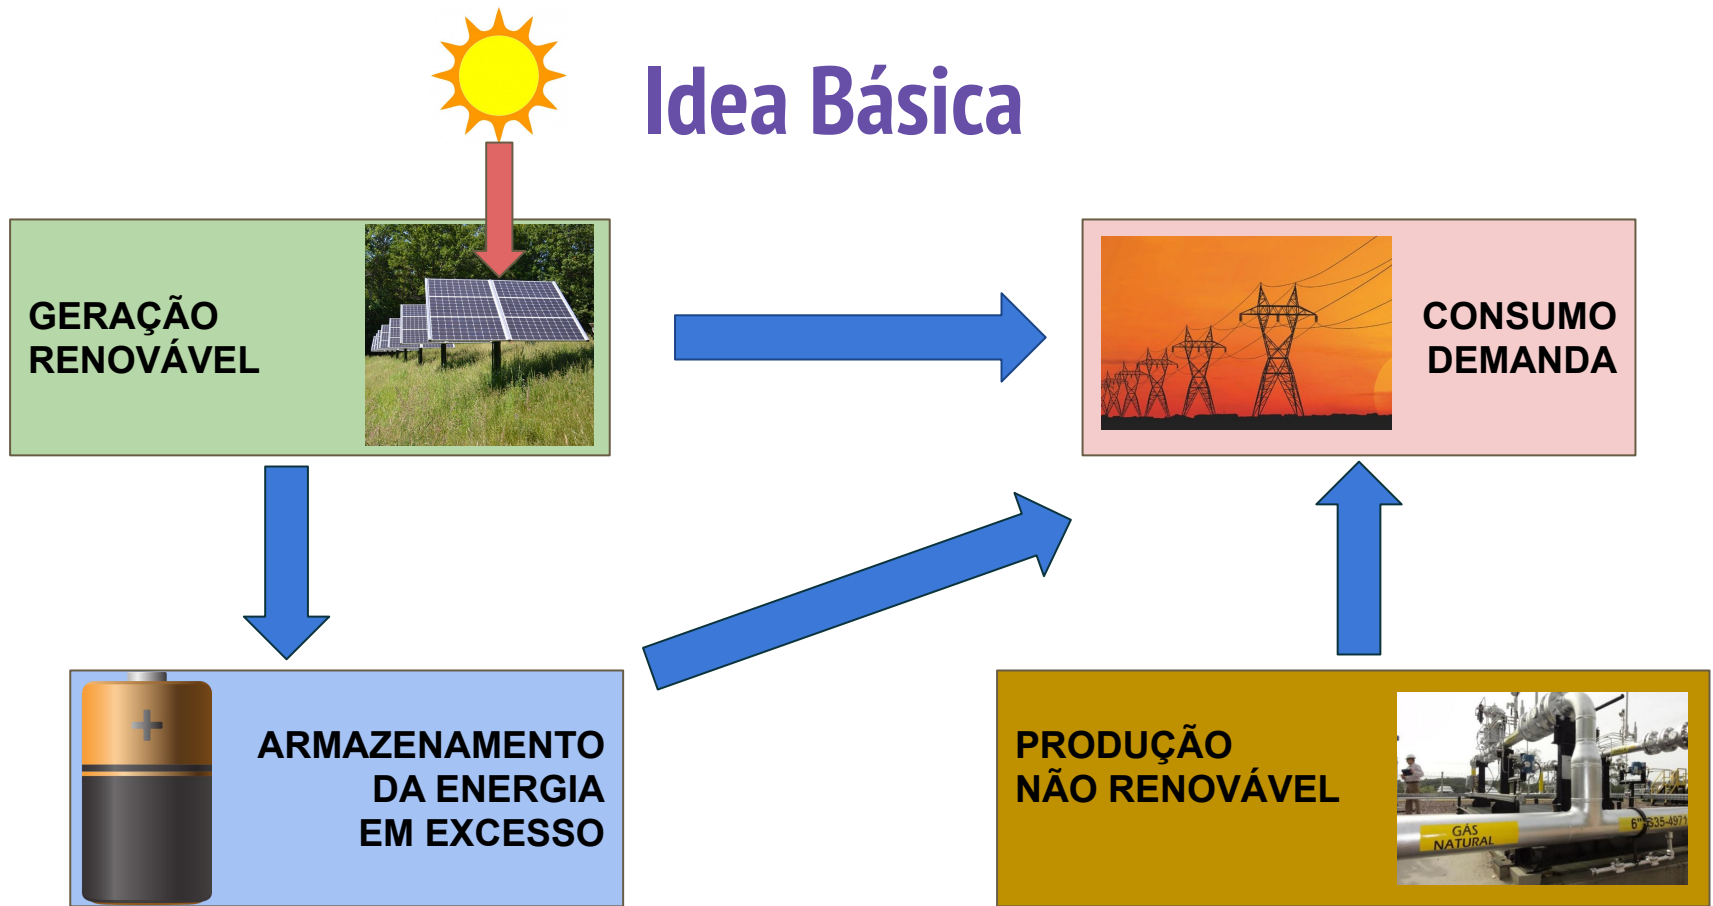 Idea Básica
GERAÇÃO
RENOVÁVEL
CONSUMO
DEMANDA
ARMAZENAMENTO
DA ENERGIA
EM EXCESSO
PRODUÇÃO
NÃO RENOVÁVEL
GÁS
NATURAL